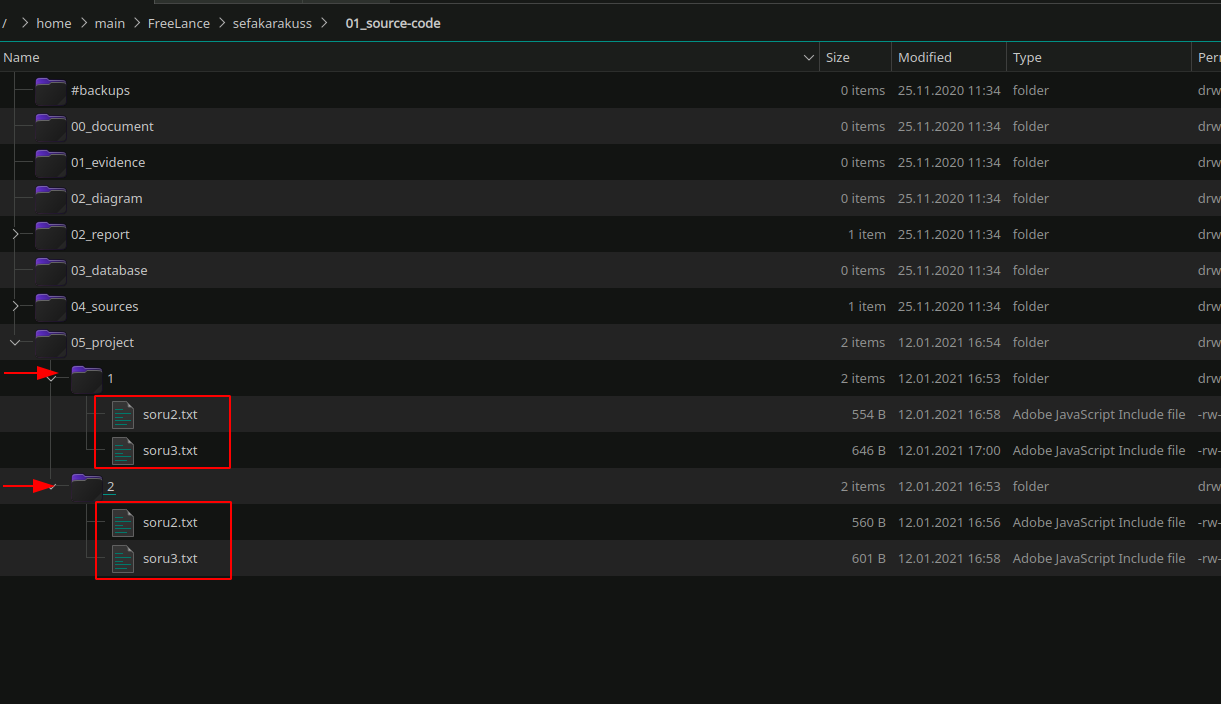 / > home > main > FreeLance > sefakarakuss > 01_source-code
Name Size Modified Type Perr
#backups 0 items 25.11.2020 11:34 folder drw
00_document 0 items 25.11.2020 11:34 folder drw
01_evidence 0 items 25.11.2020 11:34 folder drw
02_diagram 0 items 25.11.2020 11:34 folder drw
02_report 1 item 25.11.2020 11:34 folder drw
03_database 0 items 25.11.2020 11:34 folder drw
04_sources 1 item 25.11.2020 11:34 folder drw
05_project 2 items 12.01.2021 16:54 folder drw
1 2 items 12.01.2021 16:53 folder drw
soru2.txt 554 B 12.01.2021 16:58 Adobe JavaScript Include file -rw-
soru3.txt 646 B 12.01.2021 17:00 Adobe JavaScript Include file -rw-
2 2 items 12.01.2021 16:53 folder drw
soru2.txt 560 B 12.01.2021 16:56 Adobe JavaScript Include file -rw-
soru3.txt 601 B 12.01.2021 16:58 Adobe JavaScript Include file -rw-